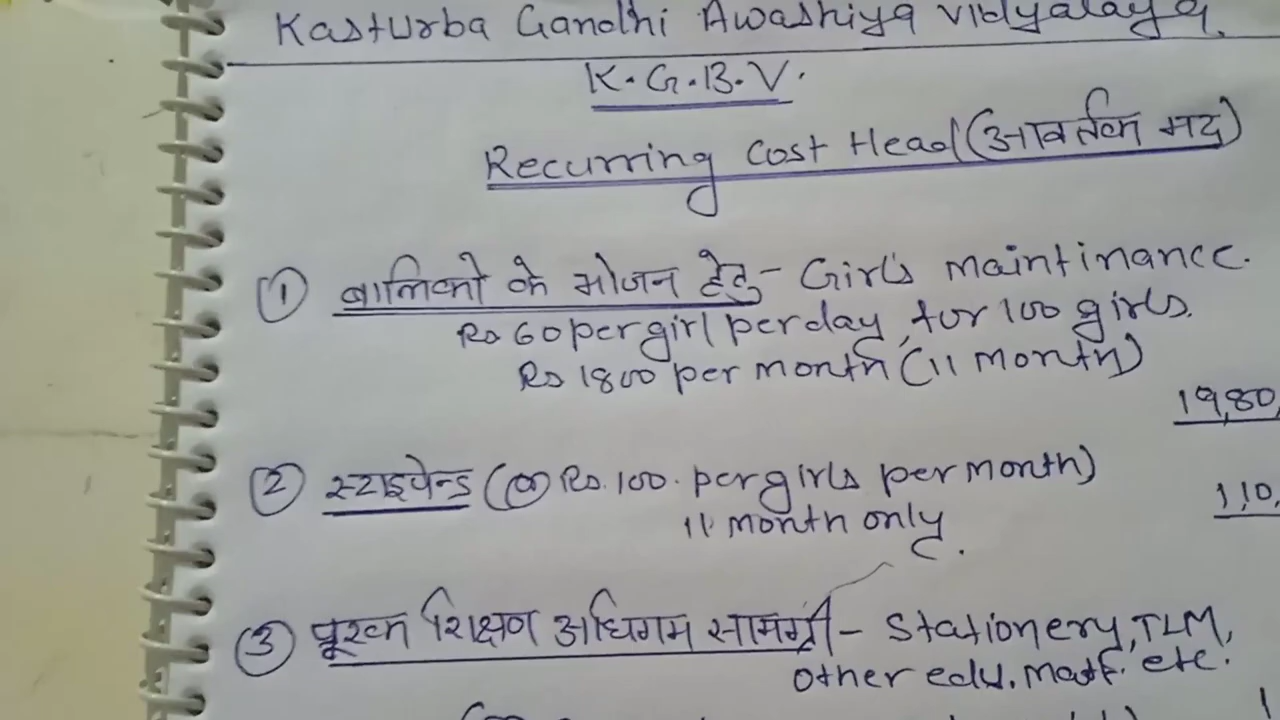 Kasturba Gandhi Awashiya Vidyalaya.
K.G.B.V.
Recurring Cost Head (आवर्तक मद)
① बालिको के भोजन हेतु - Girl's maintinance.
Rs 60 per girl per day, for 100 girls.
Rs 1800 per month (11 month)
19,80,
② स्टाइपेन्ड (@ Rs. 100. per girls per month)
1,10,
11 month only.
③ पूरक शिक्षण अधिगम सामग्री - Stationery, TLM,
other edu. etc.